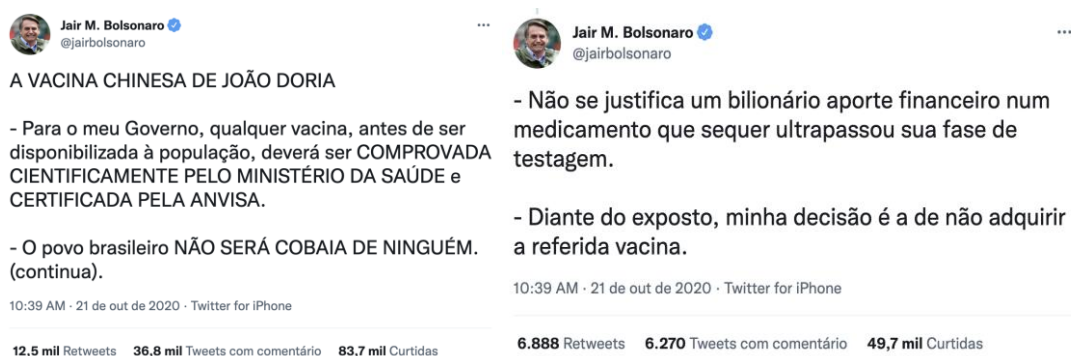 Jair M. Bolsonaro
@jairbolsonaro
A VACINA CHINESA DE JOÃO DORIA
- Para o meu Governo, qualquer vacina, antes de ser
disponibilizada à população, deverá ser COMPROVADA
CIENTIFICAMENTE PELO MINISTÉRIO DA SAÚDE e
CERTIFICADA PELA ANVISA.
- O povo brasileiro NÃO SERÁ COBAIA DE NINGUÉM.
(continua).
10:39 AM · 21 de out de 2020 · Twitter for iPhone
12,5 mil Retweets 36,8 mil Tweets com comentário 83,7 mil Curtidas
Jair M. Bolsonaro
@jairbolsonaro
- Não se justifica um bilionário aporte financeiro num
medicamento que sequer ultrapassou sua fase de
testagem.
- Diante do exposto, minha decisão é a de não adquirir
a referida vacina.
10:39 AM · 21 de out de 2020 · Twitter for iPhone
6.888 Retweets 6.270 Tweets com comentário 49,7 mil Curtidas